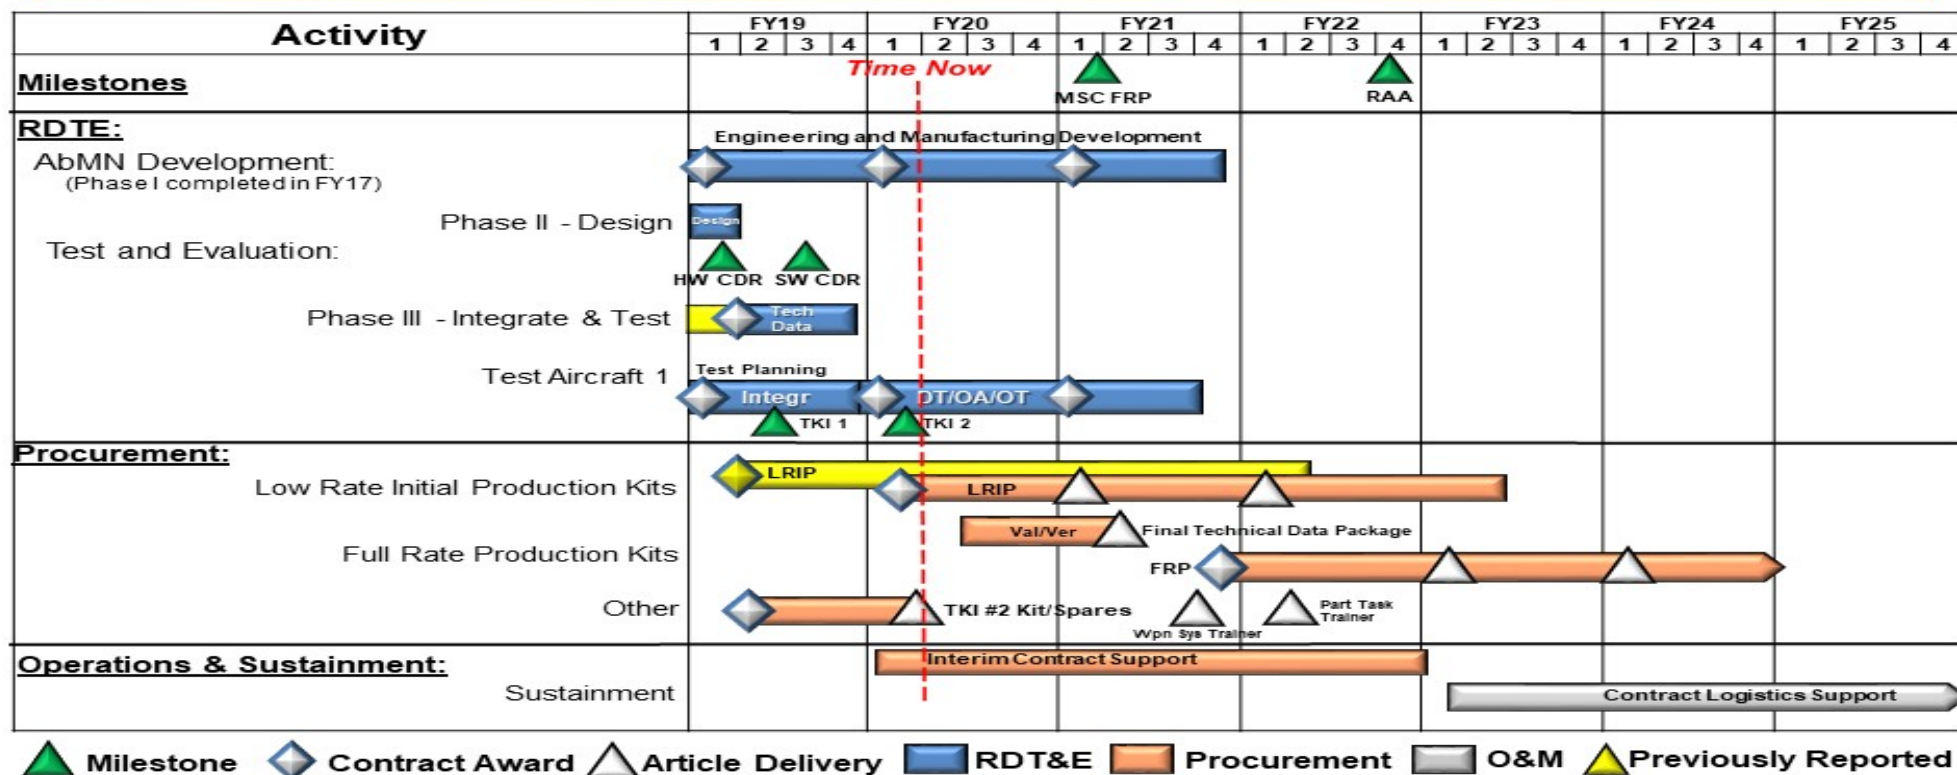 Activity
FY19 FY20 FY21 FY22 FY23 FY24 FY25
1 2 3 4 1 2 3 4 1 2 3 4 1 2 3 4 1 2 3 4 1 2 3 4 1 2 3 4
Time Now
Milestones
MSC FRP
RAA
RDTE:
Engineering and Manufacturing Development
AbMN Development:
(Phase I completed in FY17)
Phase II - Design
Design
Test and Evaluation:
HW CDR SW CDR
Phase III - Integrate & Test
Tech
Data
Test Aircraft 1
Test Planning
Integr
DT/OA/OT
TKI 1
TKI 2
Procurement:
LRIP
Low Rate Initial Production Kits
LRIP
Val/Ver
Final Technical Data Package
Full Rate Production Kits
FRP
Other
TKI #2 Kit/Spares
Wpn Sys Trainer
Part Task
Trainer
Operations & Sustainment:
Interim Contract Support
Sustainment
Contract Logistics Support
Milestone Contract Award Article Delivery RDT&E Procurement O&M Previously Reported